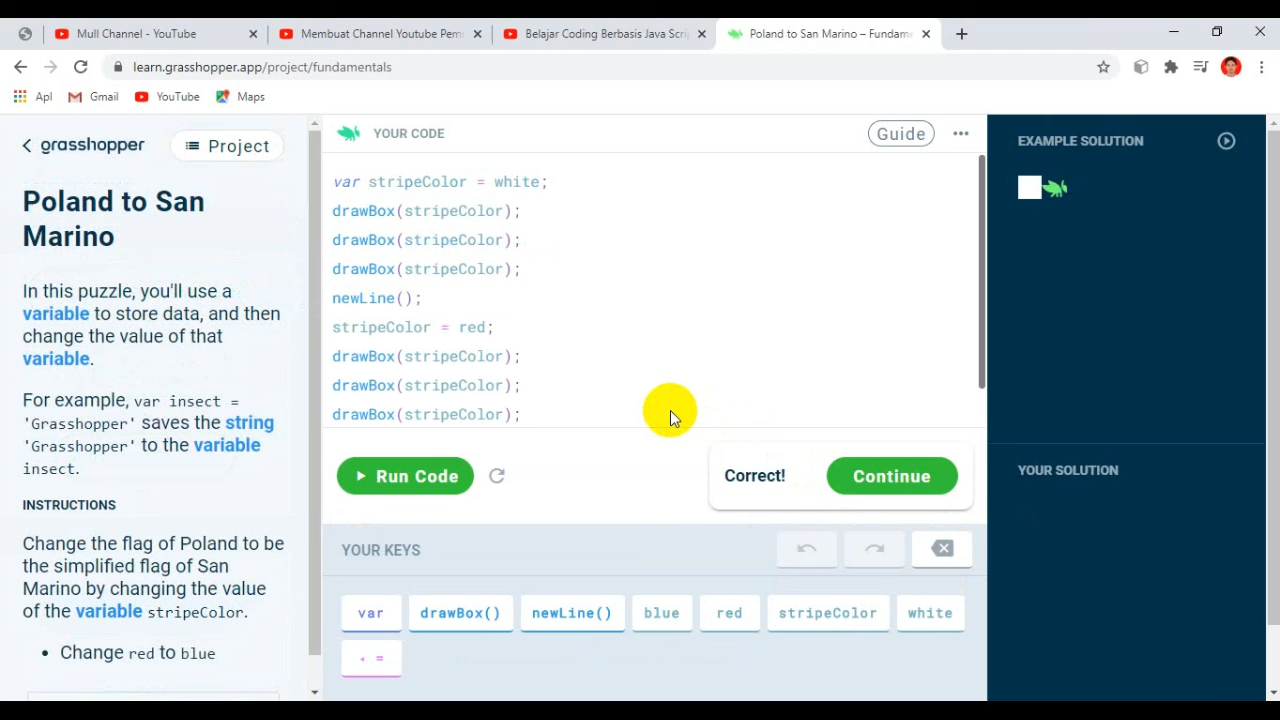 Mull Channel - YouTube
Membuat Channel Youtube Pem
Belajar Coding Berbasis Java Scri
Poland to San Marino – Fundame
learn.grasshopper.app/project/fundamentals
Apl
Gmail
YouTube
Maps
grasshopper
Project
Poland to San
Marino
In this puzzle, you'll use a
variable to store data, and then
change the value of that
variable.
For example, var insect =
'Grasshopper' saves the string
'Grasshopper' to the variable
insect.
INSTRUCTIONS
Change the flag of Poland to be
the simplified flag of San
Marino by changing the value
of the variable stripeColor.
• Change red to blue
YOUR CODE
Guide
var stripeColor = white;
drawBox(stripeColor);
drawBox(stripeColor);
drawBox(stripeColor);
newLine();
stripeColor = red;
drawBox(stripeColor);
drawBox(stripeColor);
drawBox(stripeColor);
Run Code
Correct!
Continue
YOUR KEYS
var
drawBox()
newLine()
blue
red
stripeColor
white
=
EXAMPLE SOLUTION
YOUR SOLUTION